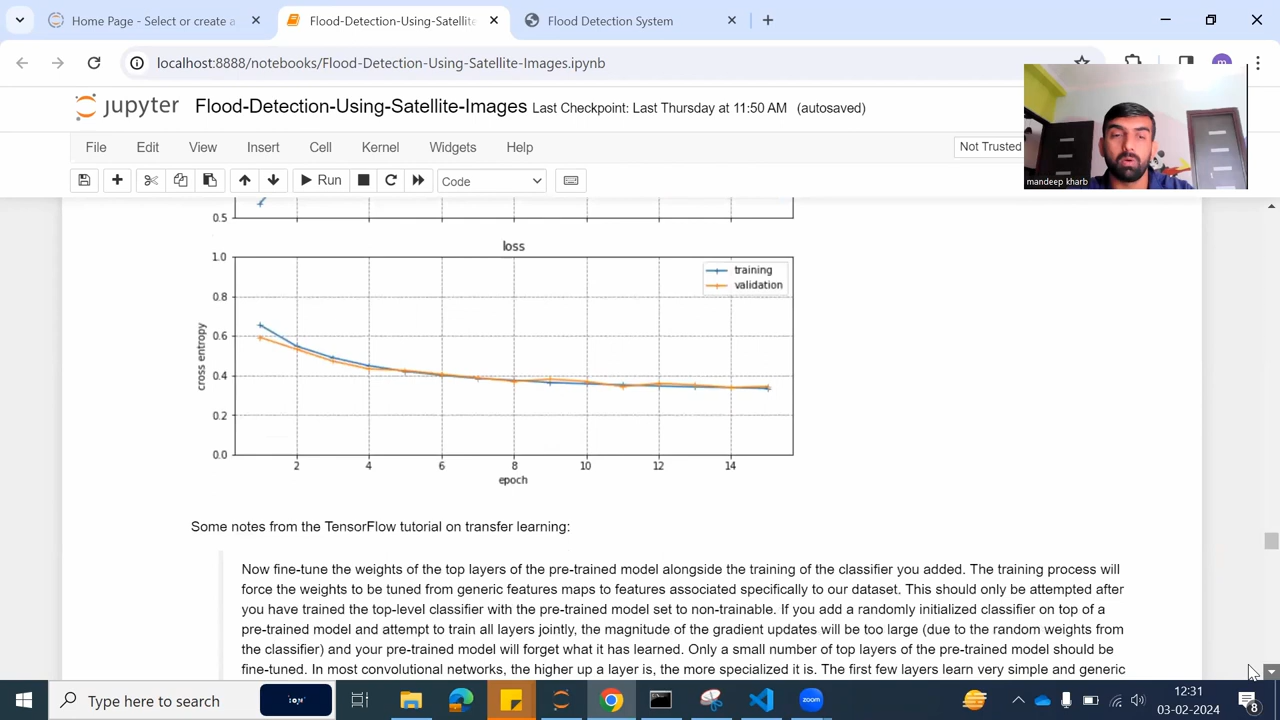 Home Page - Select or create a
Flood-Detection-Using-Satellite
Flood Detection System
localhost:8888/notebooks/Flood-Detection-Using-Satellite-Images.ipynb
jupyter Flood-Detection-Using-Satellite-Images Last Checkpoint: Last Thursday at 11:50 AM (autosaved)
File Edit View Insert Cell Kernel Widgets Help
Not Trusted
Run
Code
mandeep kharb
0.5
loss
1.0
0.8
0.6
0.4
0.2
0.0
cross entropy
training
validation
2 4 6 8 10 12 14
epoch
Some notes from the TensorFlow tutorial on transfer learning:
Now fine-tune the weights of the top layers of the pre-trained model alongside the training of the classifier you added. The training process will
force the weights to be tuned from generic features maps to features associated specifically to our dataset. This should only be attempted after
you have trained the top-level classifier with the pre-trained model set to non-trainable. If you add a randomly initialized classifier on top of a
pre-trained model and attempt to train all layers jointly, the magnitude of the gradient updates will be too large (due to the random weights from
the classifier) and your pre-trained model will forget what it has learned. Only a small number of top layers of the pre-trained model should be
fine-tuned. In most convolutional networks, the higher up a layer is, the more specialized it is. The first few layers learn very simple and generic
Type here to search
zoom
12:31
03-02-2024
8